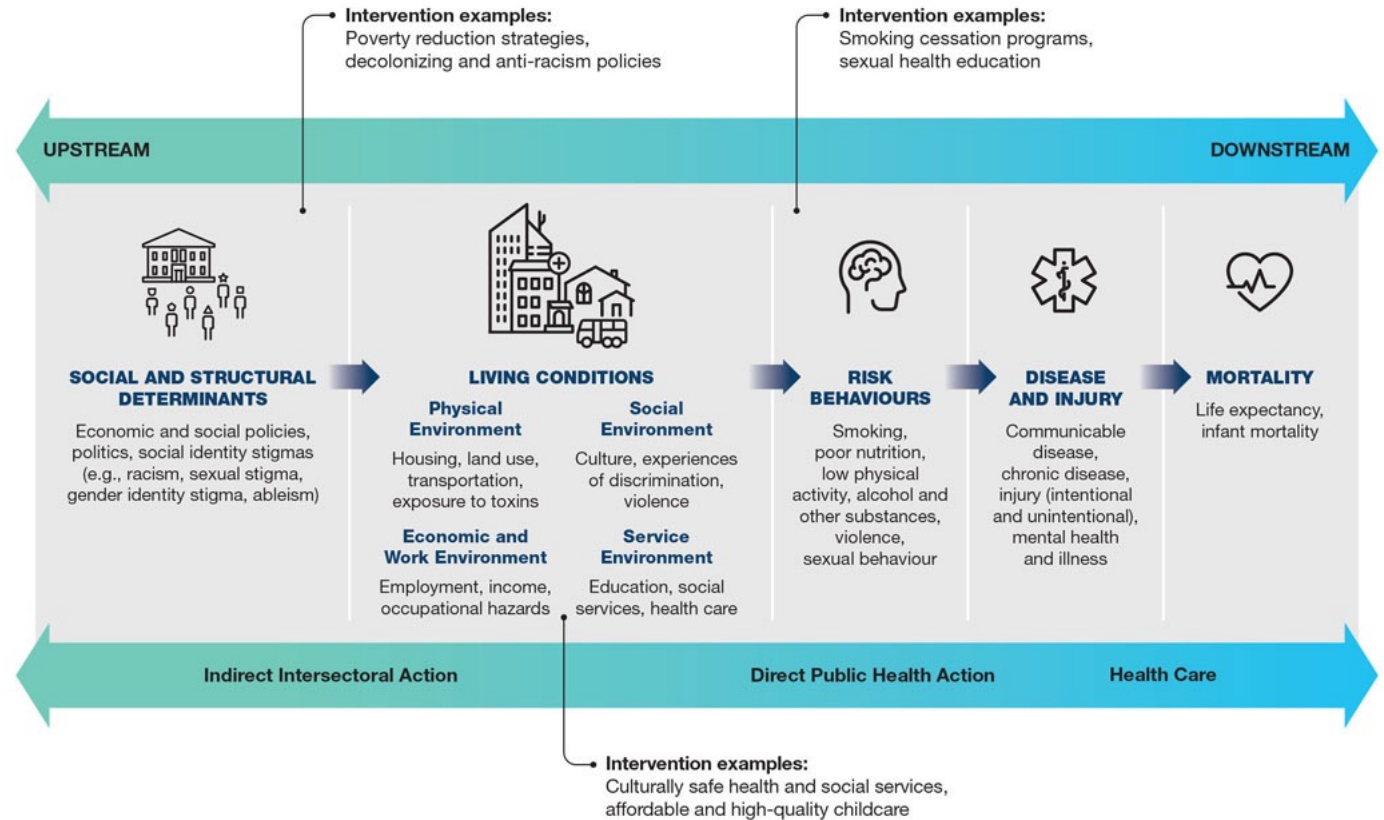 Intervention examples:
Poverty reduction strategies,
decolonizing and anti-racism policies
Intervention examples:
Smoking cessation programs,
sexual health education
UPSTREAM
DOWNSTREAM
SOCIAL AND STRUCTURAL
DETERMINANTS
Economic and social policies,
politics, social identity stigmas
(e.g., racism, sexual stigma,
gender identity stigma, ableism)
LIVING CONDITIONS
Physical
Environment
Housing, land use,
transportation,
exposure to toxins
Social
Environment
Culture, experiences
of discrimination,
violence
Economic and
Work Environment
Employment, income,
occupational hazards
Service
Environment
Education, social
services, health care
RISK
BEHAVIOURS
Smoking,
poor nutrition,
low physical
activity, alcohol and
other substances,
violence,
sexual behaviour
DISEASE
AND INJURY
Communicable
disease,
chronic disease,
injury (intentional
and unintentional),
mental health
and illness
MORTALITY
Life expectancy,
infant mortality
Indirect Intersectoral Action
Direct Public Health Action
Health Care
Intervention examples:
Culturally safe health and social services,
affordable and high-quality childcare